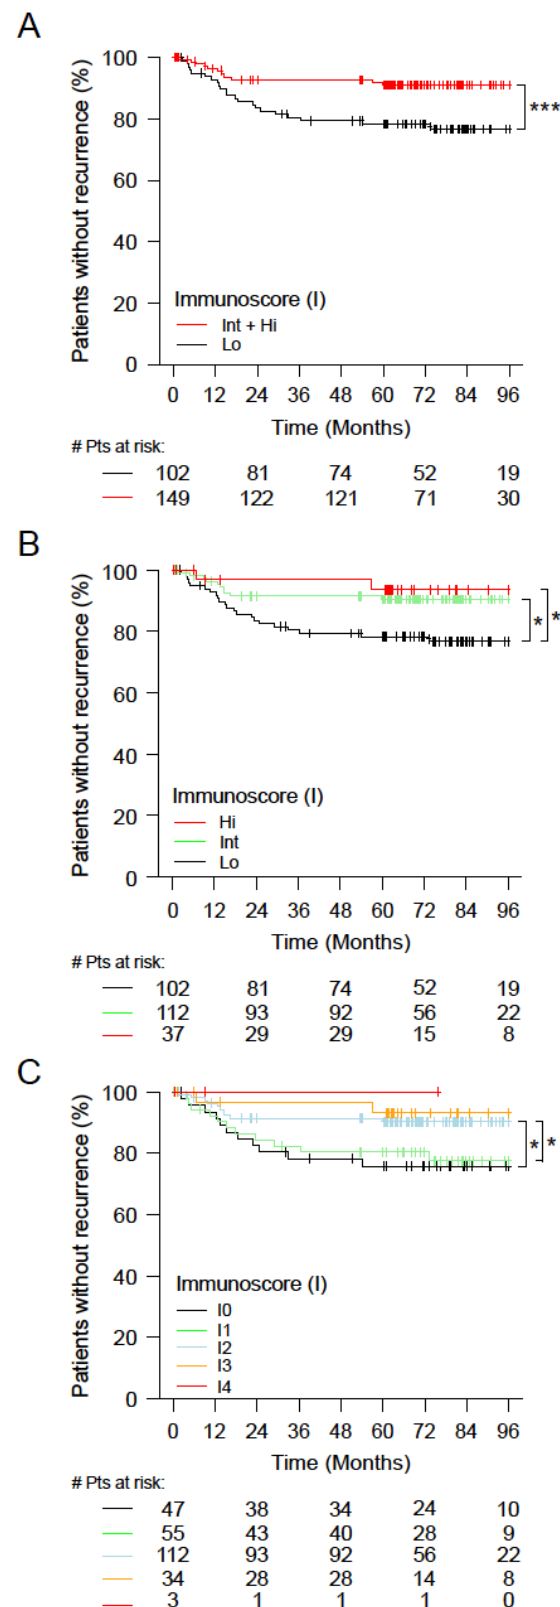 A
Patients without recurrence (%)
100
80
60
40
20
0
***
Immunoscore (I)
Int + Hi
Lo
0 12 24 36 48 60 72 84 96
Time (Months)
# Pts at risk:
102 81 74 52 19
149 122 121 71 30
B
Patients without recurrence (%)
100
80
60
40
20
0
* *
Immunoscore (I)
Hi
Int
Lo
0 12 24 36 48 60 72 84 96
Time (Months)
# Pts at risk:
102 81 74 52 19
112 93 92 56 22
37 29 29 15 8
C
Patients without recurrence (%)
100
80
60
40
20
0
* *
Immunoscore (I)
I0
I1
I2
I3
I4
0 12 24 36 48 60 72 84 96
Time (Months)
# Pts at risk:
47 38 34 24 10
55 43 40 28 9
112 93 92 56 22
34 28 28 14 8
3 1 1 1 0